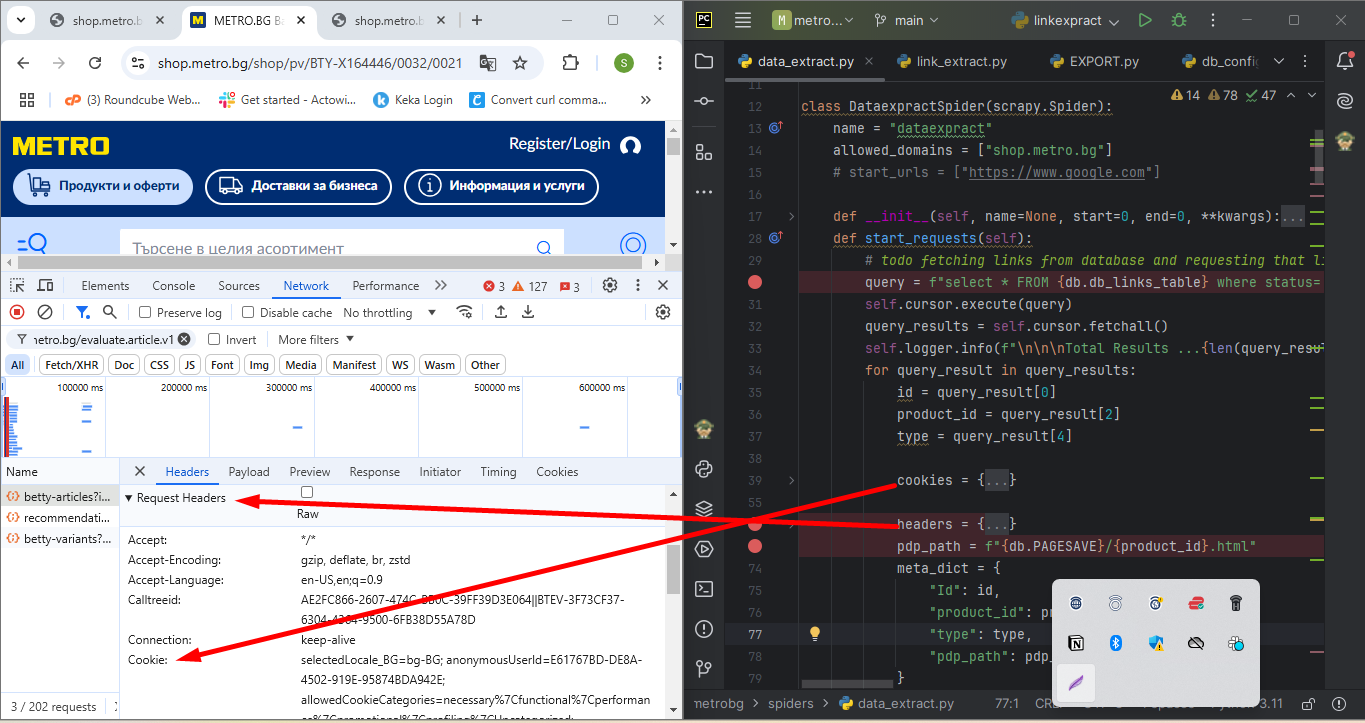 shop.metro.b
METRO.BG Ba
shop.metro.b
shop.metro.bg/shop/pv/BTY-X164446/0032/0021
S
(3) Roundcube Web...
Get started - Actowi...
Keka Login
Convert curl comma...
METRO
Register/Login
Продукти и оферти
Доставки за бизнеса
Информация и услуги
Търсене в целия асортимент
Elements
Console
Sources
Network
Performance
3
127
3
Preserve log
Disable cache
No throttling
metro.bg/evaluate.article.v1
Invert
More filters
All
Fetch/XHR
Doc
CSS
JS
Font
Img
Media
Manifest
WS
Wasm
Other
100000 ms
200000 ms
300000 ms
400000 ms
500000 ms
600000 ms
Name
Headers
Payload
Preview
Response
Initiator
Timing
Cookies
betty-articles?i...
recommendati...
betty-variants?...
3 / 202 requests
Request Headers
Raw
Accept:
*/*
Accept-Encoding:
gzip, deflate, br, zstd
Accept-Language:
en-US,en;q=0.9
Calltreeid:
AE2FC866-2607-474C-BB0C-39FF39D3E064||BTEV-3F73CF37-
6304-4364-9500-6FB38D55A78D
Connection:
keep-alive
Cookie:
selectedLocale_BG=bg-BG; anonymousUserId=E61767BD-DE8A-
4502-919E-95874BDA942E;
allowedCookieCategories=necessary%7Cfunctional%7Cperforman
PC
M
metro...
main
linkexpract
data_extract.py
link_extract.py
EXPORT.py
db_config
14
78
47
11
12 class DataexpractSpider(scrapy.Spider):
13 name = "dataexpract"
14 allowed_domains = ["shop.metro.bg"]
15 # start_urls = ["https://www.google.com"]
16
17 def __init__(self, name=None, start=0, end=0, **kwargs):...
28 def start_requests(self):
29 # todo fetching links from database and requesting that li
query = f"select * FROM {db.db_links_table} where status=
31 self.cursor.execute(query)
32 query_results = self.cursor.fetchall()
33 self.logger.info(f"\n\n\nTotal Results ...{len(query_resul
34 for query_result in query_results:
35 id = query_result[0]
36 product_id = query_result[2]
37 type = query_result[4]
38
39 cookies = {...}
55
headers = {...}
pdp_path = f"{db.PAGESAVE}/{product_id}.html"
74 meta_dict = {
75 "Id": id,
76 "product_id": pr
77 "type": type,
78 "pdp_path": pdp_
79 }
metrobg
spiders
data_extract.py
77:1
3.11